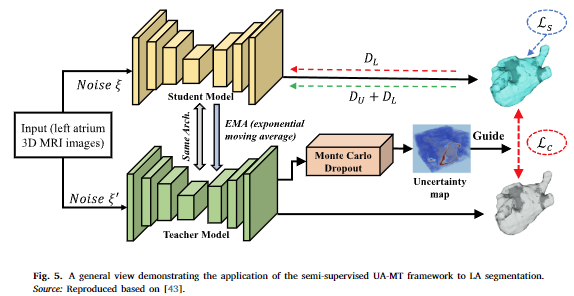 ℒₛ
D_L
Noise ξ
Student Model
D_U + D_L
Input (left atrium
3D MRI images)
Same Arch.
EMA (exponential
moving average)
Monte Carlo
Dropout
Guide
ℒ_c
Uncertainty
map
Noise ξ′
Teacher Model
Fig. 5. A general view demonstrating the application of the semi-supervised UA-MT framework to LA segmentation.
Source: Reproduced based on [43].